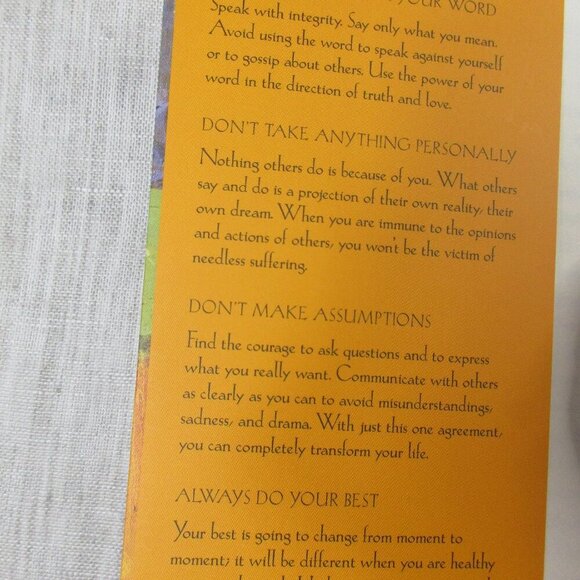 YOUR WORD
Speak with integrity. Say only what you mean.
Avoid using the word to speak against yourself
or to gossip about others. Use the power of your
word in the direction of truth and love.
DON'T TAKE ANYTHING PERSONALLY
Nothing others do is because of you. What others
say and do is a projection of their own reality, their
own dream. When you are immune to the opinions
and actions of others, you won't be the victim of
needless suffering.
DON'T MAKE ASSUMPTIONS
Find the courage to ask questions and to express
what you really want. Communicate with others
as clearly as you can to avoid misunderstandings,
sadness, and drama. With just this one agreement,
you can completely transform your life.
ALWAYS DO YOUR BEST
Your best is going to change from moment to
moment; it will be different when you are healthy